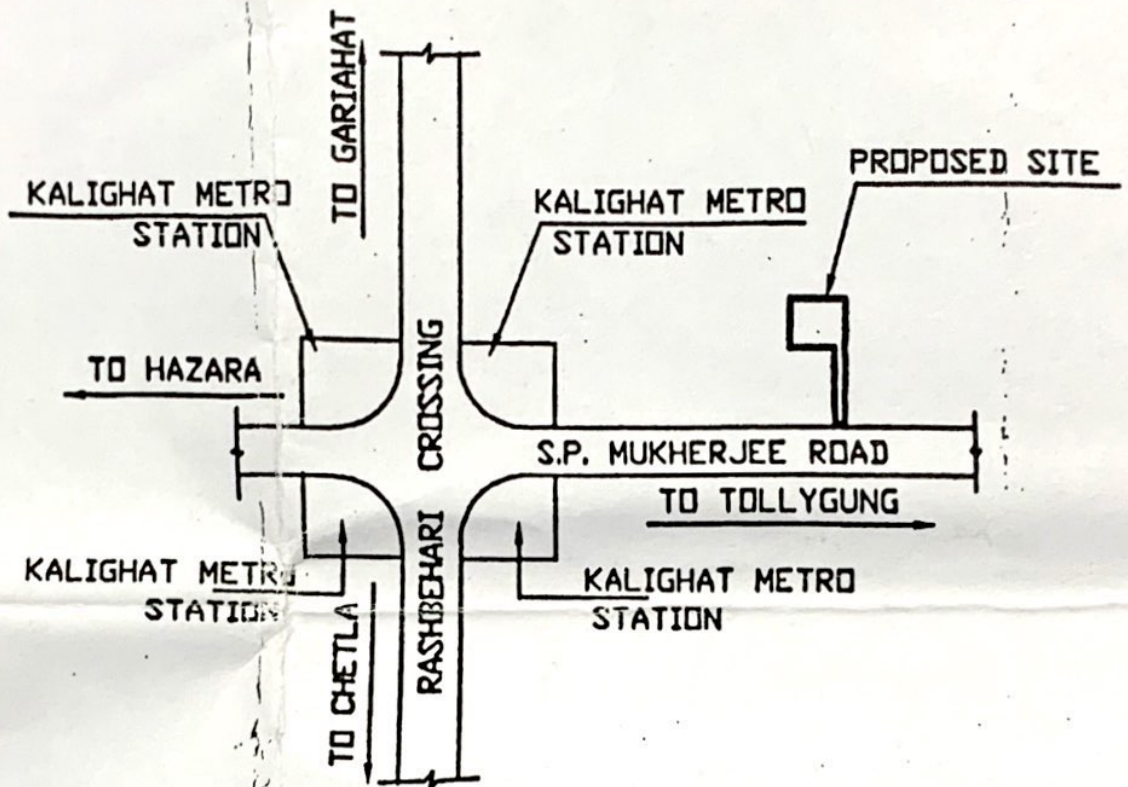 TO GARIAHAT
PROPOSED SITE
KALIGHAT METRO
STATION
KALIGHAT METRO
STATION
TO HAZARA
RASHBEHARI CROSSING
S.P. MUKHERJEE ROAD
TO TOLLYGUNG
KALIGHAT METRO
STATION
KALIGHAT METRO
STATION
TO CHETLA